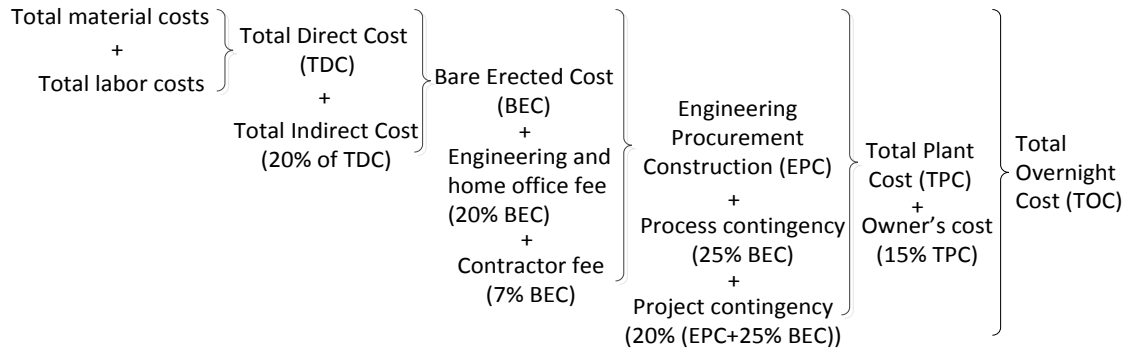 Total material costs
+
Total labor costs
Total Direct Cost
(TDC)
+
Total Indirect Cost
(20% of TDC)
Bare Erected Cost
(BEC)
+
Engineering and
home office fee
(20% BEC)
+
Contractor fee
(7% BEC)
Engineering
Procurement
Construction (EPC)
+
Process contingency
(25% BEC)
+
Project contingency
(20% (EPC+25% BEC))
Total Plant
Cost (TPC)
+
Owner’s cost
(15% TPC)
Total
Overnight
Cost (TOC)